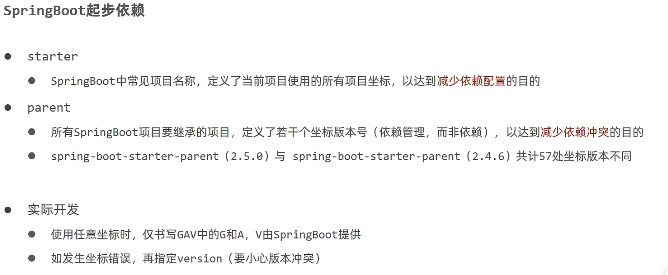 SpringBoot起步依赖
starter
SpringBoot中常见项目名称，定义了当前项目使用的所有项目坐标，以达到减少依赖配置的目的
parent
所有SpringBoot项目要继承的项目，定义了若干个坐标版本号（依赖管理，而非依赖），以达到减少依赖冲突的目的
spring-boot-starter-parent（2.5.0）与 spring-boot-starter-parent（2.4.6）共计57处坐标版本不同
实际开发
使用任意坐标时，仅书写GAV中的G和A，V由SpringBoot提供
如发生坐标错误，再指定version（要小心版本冲突）